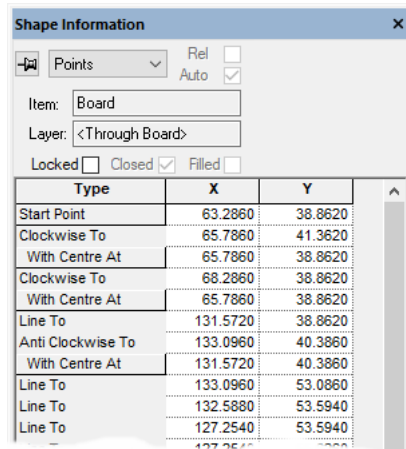 Shape Information ×
Points
Rel
Auto
Item: Board
Layer: <Through Board>
Locked Closed Filled
Type X Y
Start Point 63.2860 38.8620
Clockwise To 65.7860 41.3620
With Centre At 65.7860 38.8620
Clockwise To 68.2860 38.8620
With Centre At 65.7860 38.8620
Line To 131.5720 38.8620
Anti Clockwise To 133.0960 40.3860
With Centre At 131.5720 40.3860
Line To 133.0960 53.0860
Line To 132.5880 53.5940
Line To 127.2540 53.5940